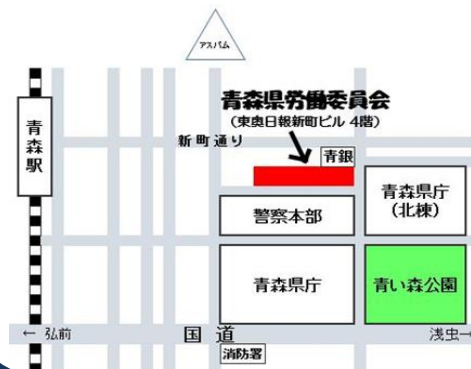 アスパム
青森県労働委員会
(東奥日報新町ビル 4階)
新町通り
青銀
青森駅
青森県庁
(北棟)
警察本部
青森県庁
青い森公園
← 弘前
国道
浅虫→
消防署